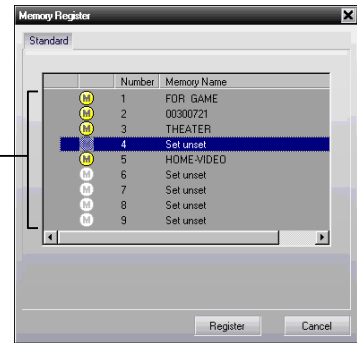 Memory Register
Standard
Number Memory Name
M 1 FOR GAME
M 2 00300721
M 3 THEATER
4 Set unset
M 5 HOME-VIDEO
M 6 Set unset
M 7 Set unset
M 8 Set unset
M 9 Set unset
Register Cancel